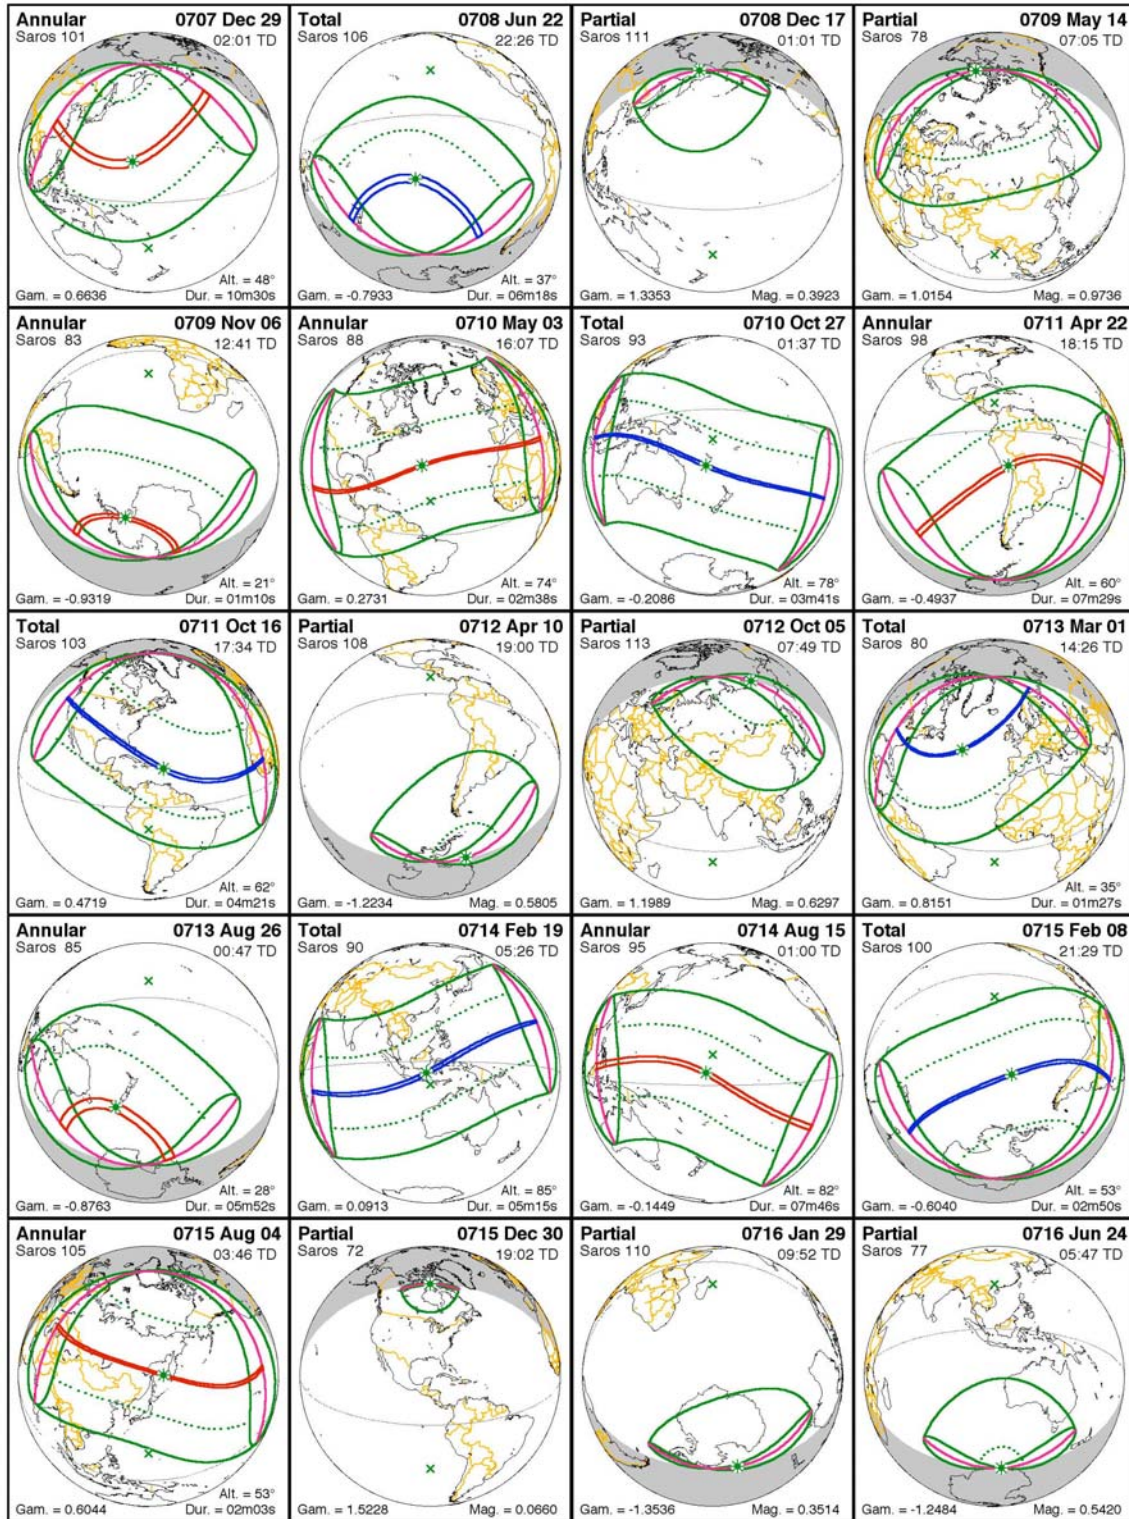 Annular 0707 Dec 29
Saros 101 02:01 TD
Alt. = 48°
Gam. = 0.6636 Dur. = 10m30s
Total 0708 Jun 22
Saros 106 22:26 TD
Alt. = 37°
Gam. = -0.7933 Dur. = 06m18s
Partial 0708 Dec 17
Saros 111 01:01 TD
Gam. = 1.3353 Mag. = 0.3923
Partial 0709 May 14
Saros 78 07:05 TD
Gam. = 1.0154 Mag. = 0.9736
Annular 0709 Nov 06
Saros 83 12:41 TD
Alt. = 21°
Gam. = -0.9319 Dur. = 01m10s
Annular 0710 May 03
Saros 88 16:07 TD
Alt. = 74°
Gam. = 0.2731 Dur. = 02m38s
Total 0710 Oct 27
Saros 93 01:37 TD
Alt. = 78°
Gam. = -0.2086 Dur. = 03m41s
Annular 0711 Apr 22
Saros 98 18:15 TD
Alt. = 60°
Gam. = -0.4937 Dur. = 07m29s
Total 0711 Oct 16
Saros 103 17:34 TD
Alt. = 62°
Gam. = 0.4719 Dur. = 04m21s
Partial 0712 Apr 10
Saros 108 19:00 TD
Gam. = -1.2234 Mag. = 0.5805
Partial 0712 Oct 05
Saros 113 07:49 TD
Gam. = 1.1989 Mag. = 0.6297
Total 0713 Mar 01
Saros 80 14:26 TD
Alt. = 35°
Gam. = 0.8151 Dur. = 01m27s
Annular 0713 Aug 26
Saros 85 00:47 TD
Alt. = 28°
Gam. = -0.8763 Dur. = 05m52s
Total 0714 Feb 19
Saros 90 05:26 TD
Alt. = 85°
Gam. = 0.0913 Dur. = 05m15s
Annular 0714 Aug 15
Saros 95 01:00 TD
Alt. = 82°
Gam. = -0.1449 Dur. = 07m46s
Total 0715 Feb 08
Saros 100 21:29 TD
Alt. = 53°
Gam. = -0.6040 Dur. = 02m50s
Annular 0715 Aug 04
Saros 105 03:46 TD
Alt. = 53°
Gam. = 0.6044 Dur. = 02m03s
Partial 0715 Dec 30
Saros 72 19:02 TD
Gam. = 1.5228 Mag. = 0.0660
Partial 0716 Jan 29
Saros 110 09:52 TD
Gam. = -1.3536 Mag. = 0.3514
Partial 0716 Jun 24
Saros 77 05:47 TD
Gam. = -1.2484 Mag. = 0.5420